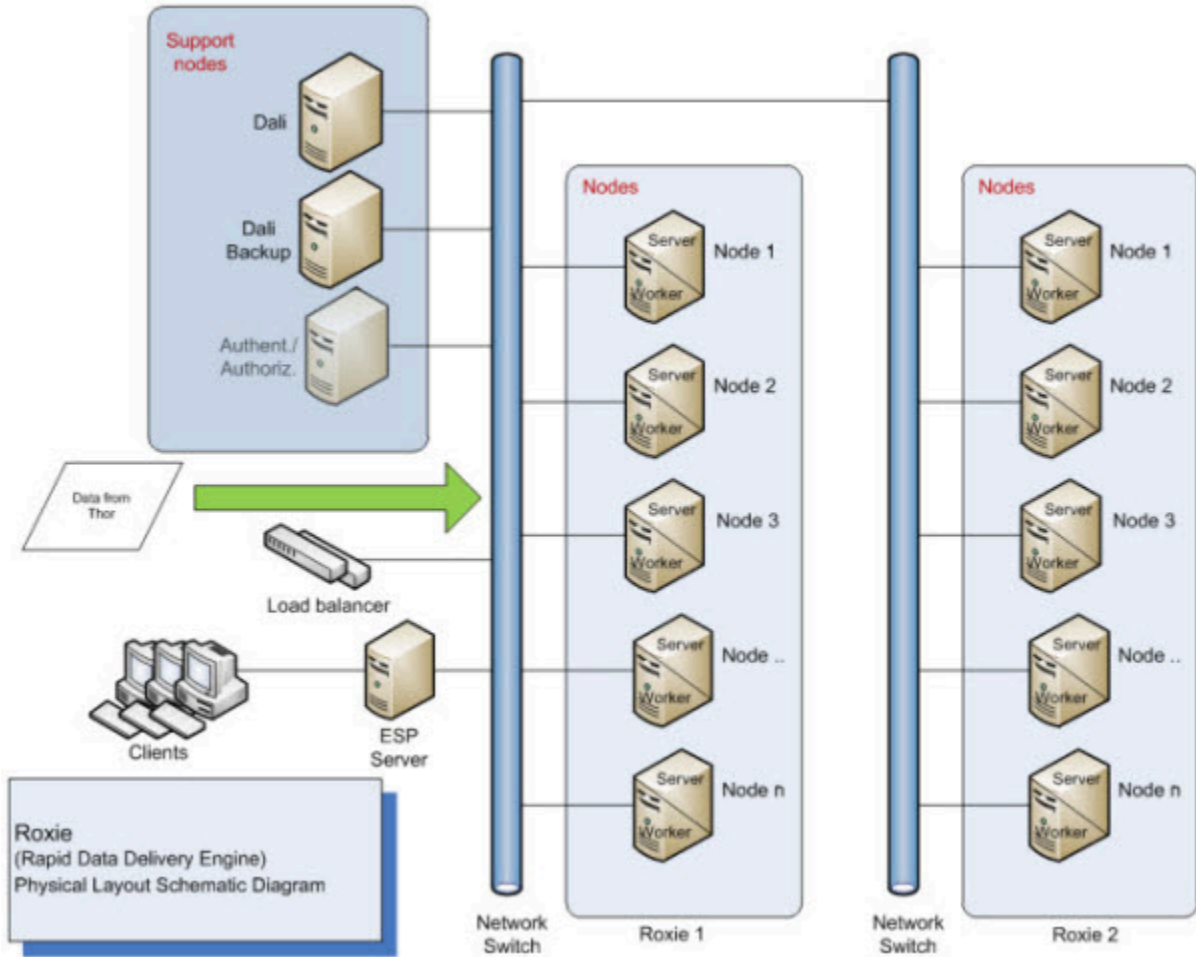 Support
nodes
Dali
Dali
Backup
Authent./
Authoriz.
Data from
Thor
Load balancer
Clients
ESP
Server
Roxie
(Rapid Data Delivery Engine)
Physical Layout Schematic Diagram
Network
Switch
Nodes
Server
Worker
Node 1
Server
Worker
Node 2
Server
Worker
Node 3
Server
Worker
Node ..
Server
Worker
Node n
Roxie 1
Network
Switch
Nodes
Server
Worker
Node 1
Server
Worker
Node 2
Server
Worker
Node 3
Server
Worker
Node ..
Server
Worker
Node n
Roxie 2